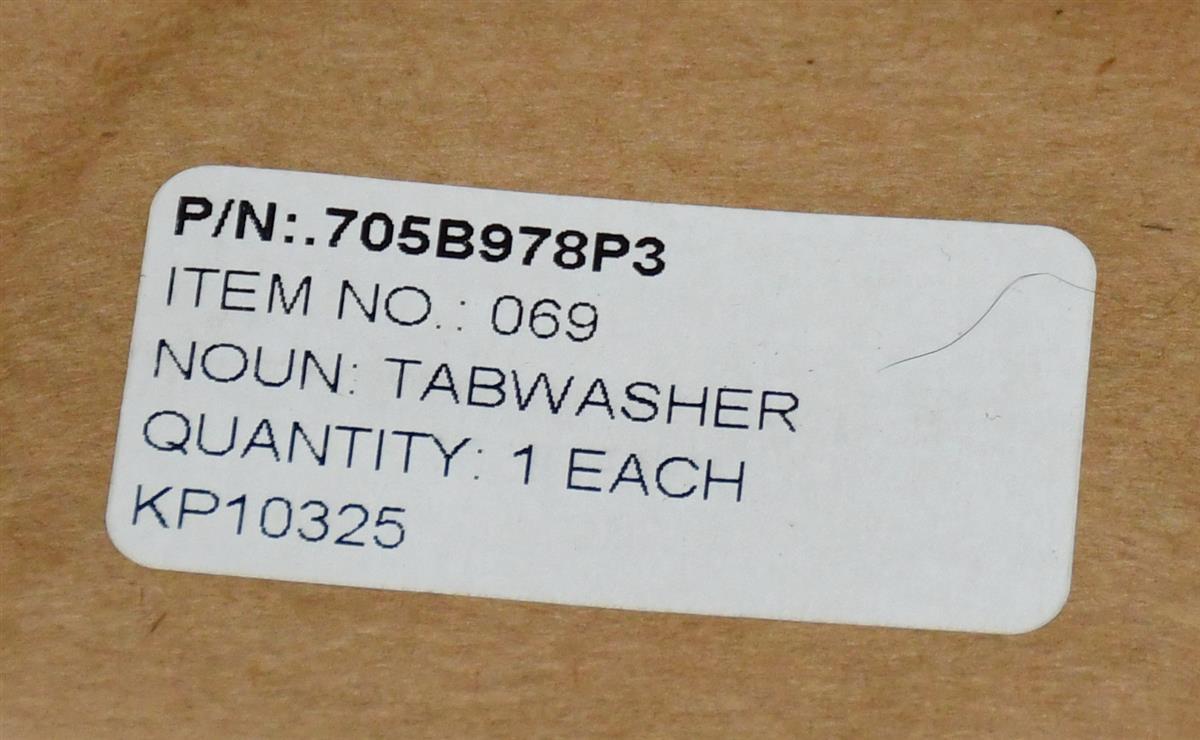 P/N:.705B978P3
ITEM NO.: 069
NOUN: TABWASHER
QUANTITY: 1 EACH
KP10325